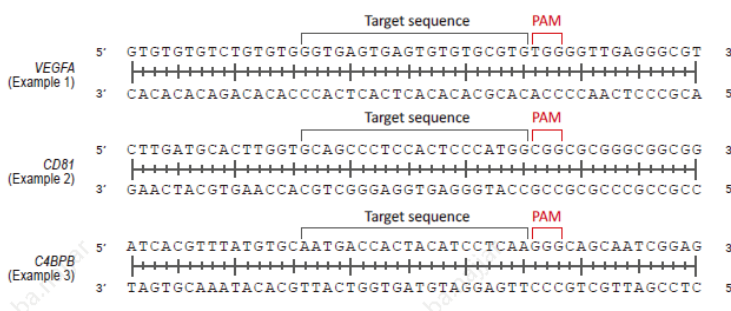 Target sequence PAM
5' GTGTGTGTCTGTGTGGGTGAGTGAGTGTGTGCGTGTGGGGTTGAGGGCGT 3
VEGFA
(Example 1)
3' CACACACAGACACACCCACTCACTCACACACGCACACCCCAACTCCCGCA 5
Target sequence PAM
5' CTTGATGCACTTGGTGCAGCCCTCCACTCCCATGGCGGCGCGGGCGGCGG 3
CD81
(Example 2)
3' GAACTACGTGAACCACGTCGGGAGGTGAGGGTACCGCCGCGCCCGCCGCC 5
Target sequence PAM
5' ATCACGTTTATGTGCAATGACCACTACATCCTCAAGGGCAGCAATCGGAG 3
C4BPB
(Example 3)
3' TAGTGCAAATACACGTTACTGGTGATGTAGGAGTTCCCGTCGTTAGCCTC 5